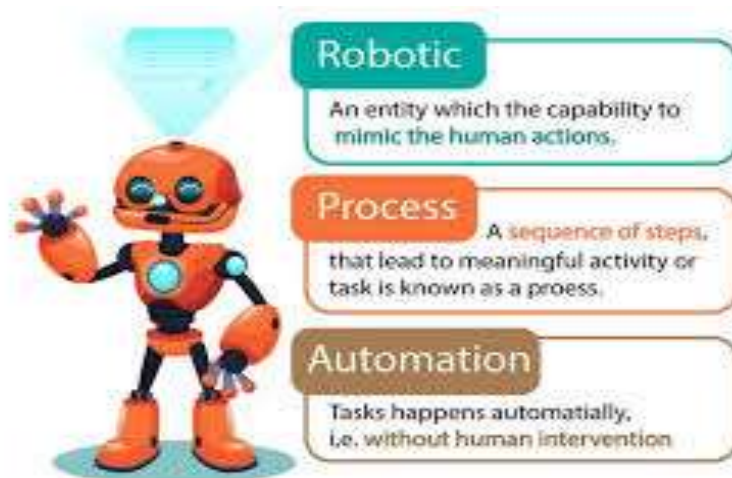 Robotic
An entity which the capability to
mimic the human actions.
Process
A sequence of steps,
that lead to meaningful activity or
task is known as a proess.
Automation
Tasks happens automatially,
i.e. without human intervention